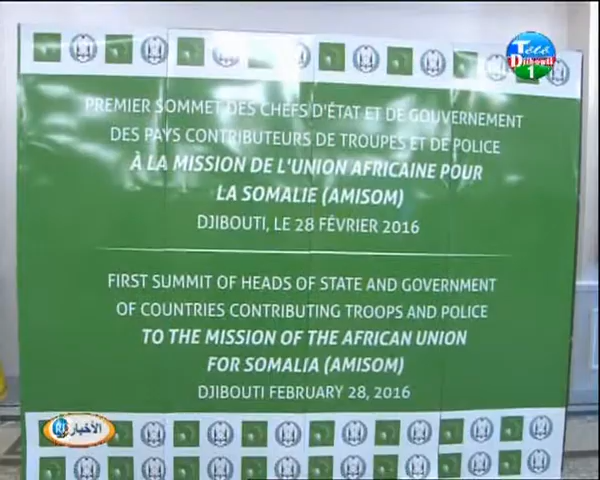 Télé
Djibouti
1
PREMIER SOMMET DES CHEFS D'ÉTAT ET DE GOUVERNEMENT
DES PAYS CONTRIBUTEURS DE TROUPES ET DE POLICE
À LA MISSION DE L'UNION AFRICAINE POUR
LA SOMALIE (AMISOM)
DJIBOUTI, LE 28 FÉVRIER 2016
FIRST SUMMIT OF HEADS OF STATE AND GOVERNMENT
OF COUNTRIES CONTRIBUTING TROOPS AND POLICE
TO THE MISSION OF THE AFRICAN UNION
FOR SOMALIA (AMISOM)
DJIBOUTI FEBRUARY 28, 2016
الأخبار